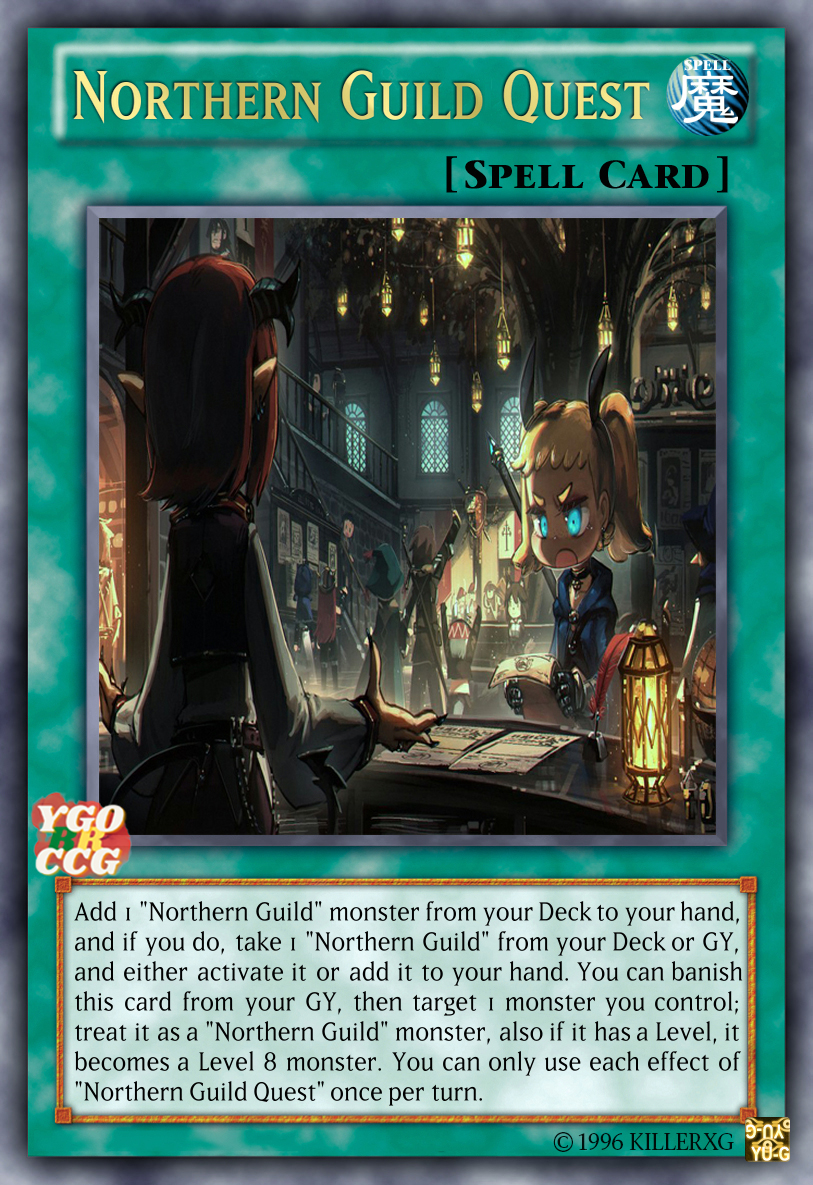 NORTHERN GUILD QUEST
SPELL
魔
[SPELL CARD]
YGO
CCG
Add 1 "Northern Guild" monster from your Deck to your hand,
and if you do, take 1 "Northern Guild" from your Deck or GY,
and either activate it or add it to your hand. You can banish
this card from your GY, then target 1 monster you control;
treat it as a "Northern Guild" monster, also if it has a Level, it
becomes a Level 8 monster. You can only use each effect of
"Northern Guild Quest" once per turn.
© 1996 KILLERXG
YU-G